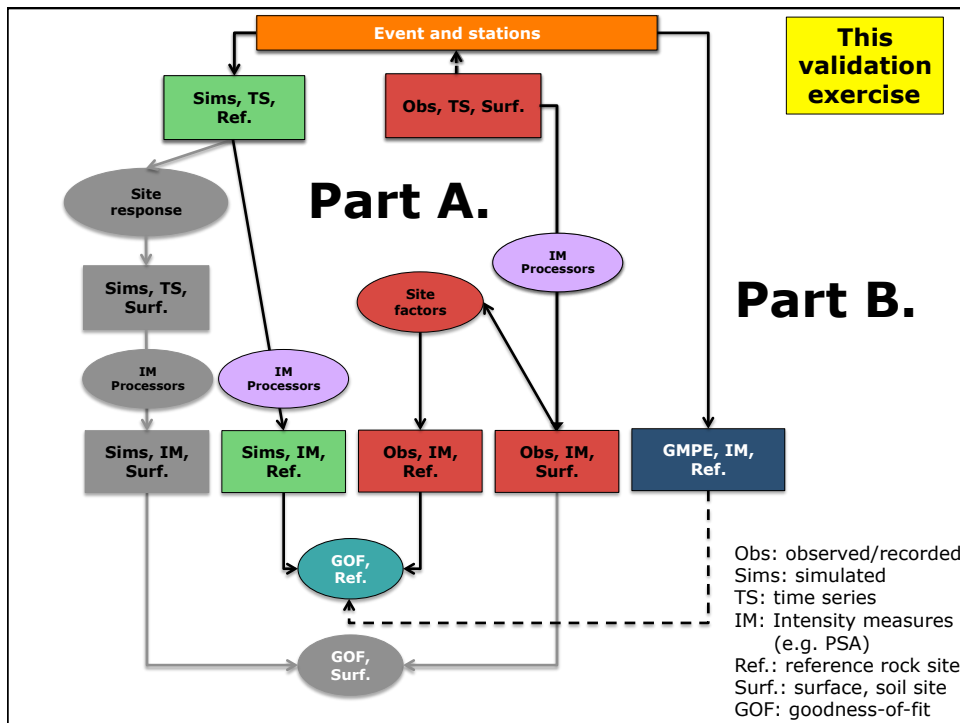 Event and stations
This
validation
exercise
Sims, TS,
Ref.
Obs, TS, Surf.
Site
response
Part A.
IM
Processors
Sims, TS,
Surf.
Site
factors
Part B.
IM
Processors
IM
Processors
Sims, IM,
Surf.
Sims, IM,
Ref.
Obs, IM,
Ref.
Obs, IM,
Surf.
GMPE, IM,
Ref.
GOF,
Ref.
GOF,
Surf.
Obs: observed/recorded
Sims: simulated
TS: time series
IM: Intensity measures
(e.g. PSA)
Ref.: reference rock site
Surf.: surface, soil site
GOF: goodness-of-fit